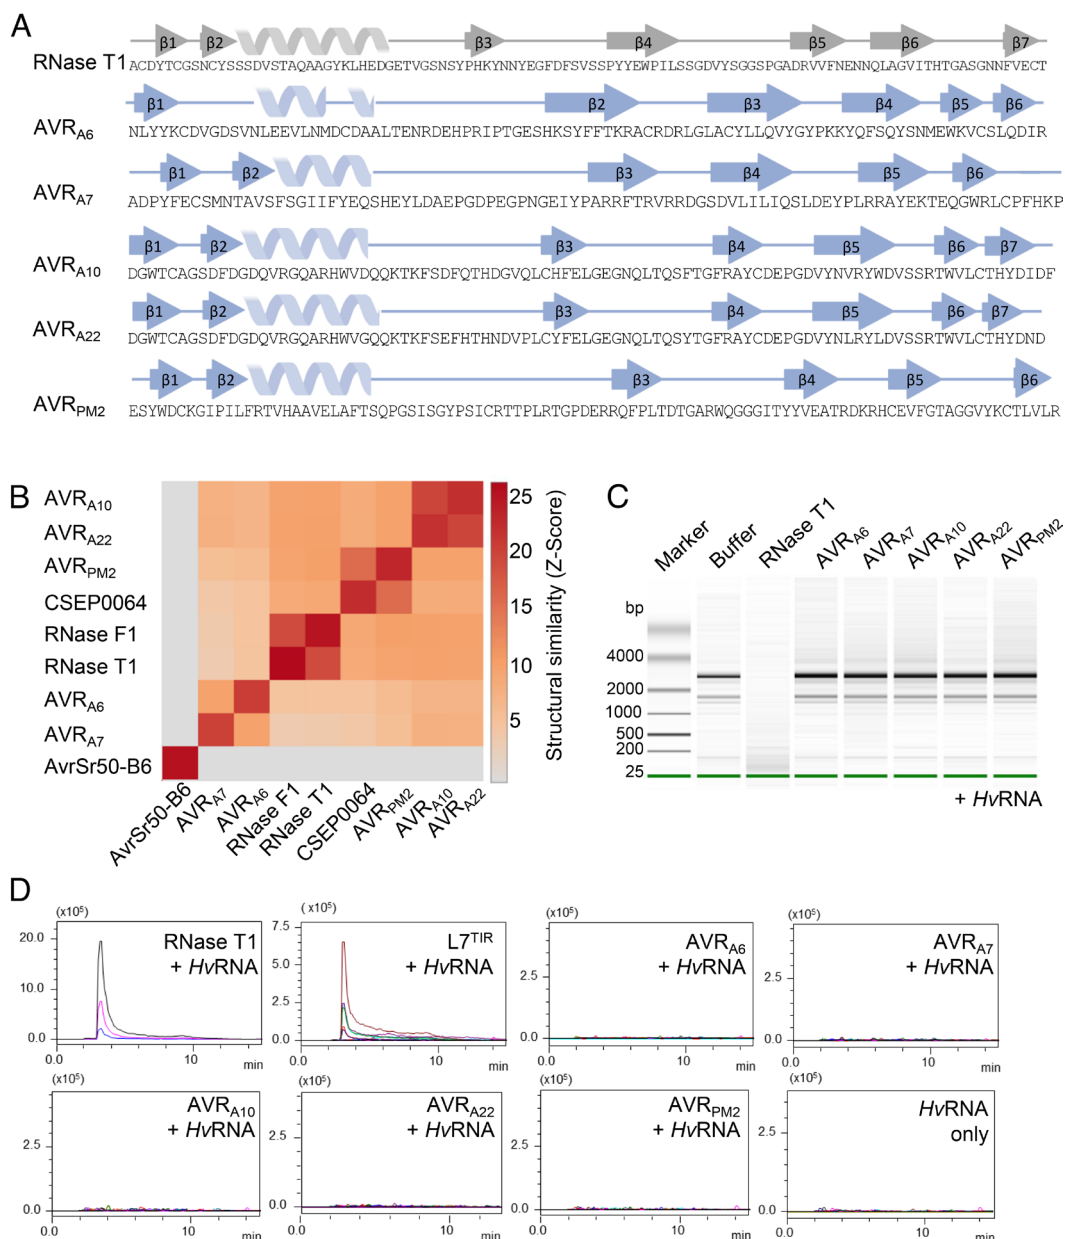 A
β1 β2 β3 β4 β5 β6 β7
RNase T1 ACDYTCGSNCYSSSDVSTAQAAGYKLHEDGETVGSNSYPHKYNNYEGFDFSVSSPYYEWPILSSGDVYSGGSPGADRVVFNENNQLAGVITHTGASGNNFVECT
β1 β2 β3 β4 β5 β6
AVRA6 NLYYKCDVGDSVNLEEVLNMDCDAALTENRDEHPRIPTGESHKSYFFTKRACRDRLGLACYLLQVYGYPKKYQFSQYSNMEWKVCSLQDIR
β1 β2 β3 β4 β5 β6
AVRA7 ADPYFECSMNTAVSFSGIIFYEQSHEYLDAEPGDPEGPNGEIYPARRFTRVRRDGSDVLILIQSLDEYPLRRAYEKTEQGWRLCPFHKP
β1 β2 β3 β4 β5 β6 β7
AVRA10 DGWTCAGSDFDGDQVRGQARHWVDQQKTKFSDFQTHDGVQLCHFELGEGNQLTQSFTGFRAYCDEPGDVYNVRYWDVSSRTWVLCTHYDIDF
β1 β2 β3 β4 β5 β6 β7
AVRA22 DGWTCAGSDFDGDQVRGQARHWVGQQKTKFSEFHTHNDVPLCYFELGEGNQLTQSYTGFRAYCDEPGDVYNLRYLDVSSRTWVLCTHYDND
β1 β2 β3 β4 β5 β6
AVRPM2 ESYWDCKGIPILFRTVHAAVELAFTSQPGSISGYPSICRTTPLRTGPDERRQFPLTDTGARWQGGGITYYVEATRDKRHCEVFGTAGGVYKCTLVLR
B
AVRA10
AVRA22
AVRPM2
CSEP0064
RNase F1
RNase T1
AVRA6
AVRA7
AvrSr50-B6
AvrSr50-B6 AVRA7 AVRA6 RNase F1 RNase T1 CSEP0064 AVRPM2 AVRA10 AVRA22
25
20
15
10
5
Structural similarity (Z-Score)
C
Marker Buffer RNase T1 AVRA6 AVRA7 AVRA10 AVRA22 AVRPM2
bp
4000
2000
1000
500
200
25
+ HvRNA
D
(x10⁵)
20.0
10.0
0.0
0.0 10 min
RNase T1
+ HvRNA
(x10⁵)
7.5
5.0
2.5
0.0
0.0 10 min
L7TIR
+ HvRNA
(x10⁵)
2.5
0.0
0.0 10 min
AVRA6
+ HvRNA
(x10⁵)
2.5
0.0
0.0 10 min
AVRA7
+ HvRNA
(x10⁵)
2.5
0.0
0.0 10 min
AVRA10
+ HvRNA
(x10⁵)
2.5
0.0
0.0 10 min
AVRA22
+ HvRNA
(x10⁵)
2.5
0.0
0.0 10 min
AVRPM2
+ HvRNA
(x10⁵)
2.5
0.0
0.0 10 min
HvRNA
only